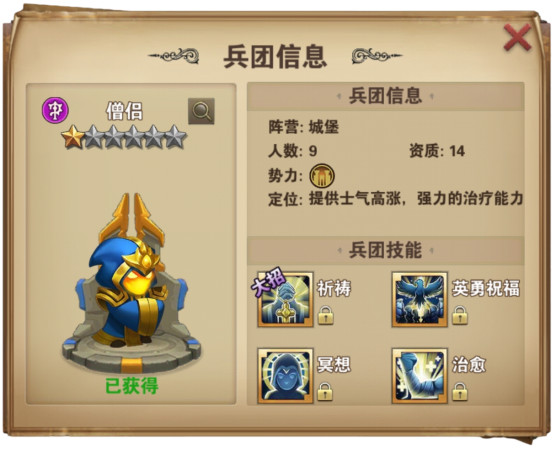 兵团信息
僧侣
兵团信息
阵营: 城堡
人数: 9
资质: 14
势力:
定位: 提供士气高涨，强力的治疗能力
兵团技能
大招
祈祷
英勇祝福
冥想
治愈
已获得